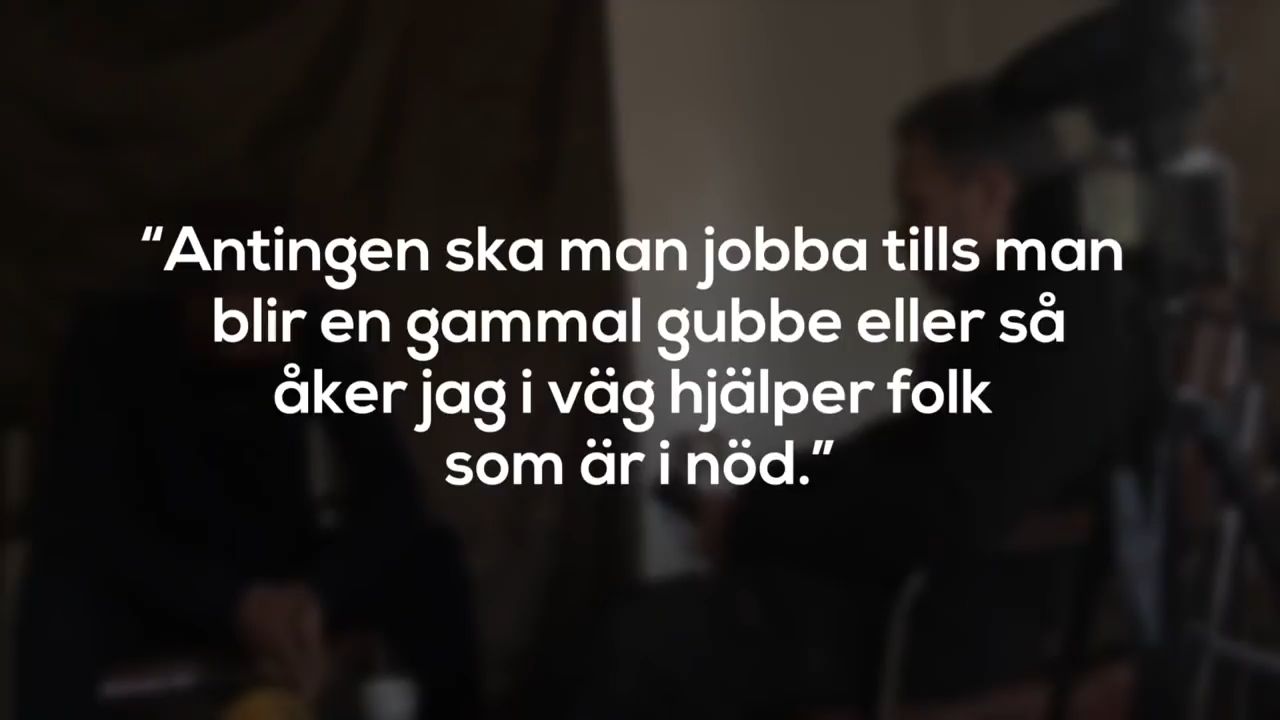 “Antingen ska man jobba tills man
blir en gammal gubbe eller så
åker jag i väg hjälper folk
som är i nöd.”